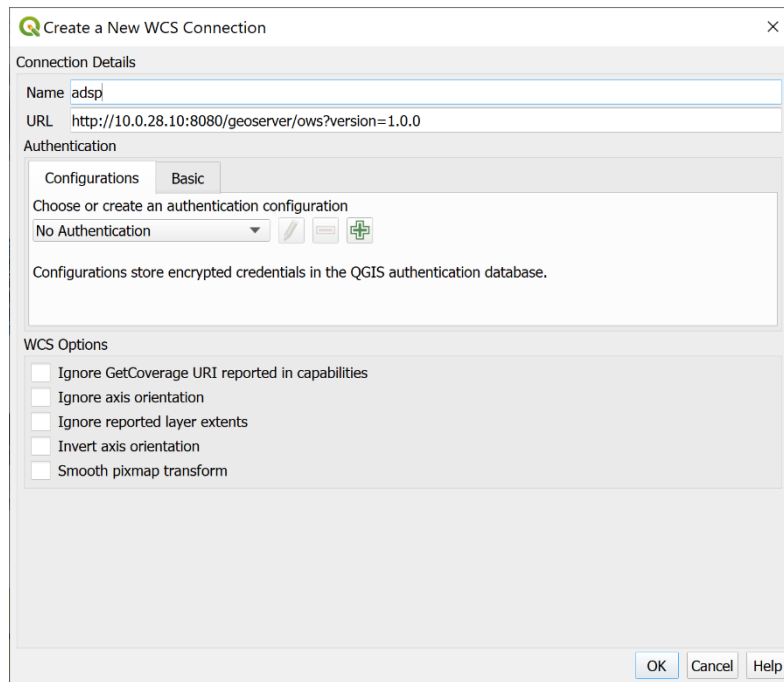 Create a New WCS Connection
Connection Details
Name adsp
URL http://10.0.28.10:8080/geoserver/ows?version=1.0.0
Authentication
Configurations Basic
Choose or create an authentication configuration
No Authentication
Configurations store encrypted credentials in the QGIS authentication database.
WCS Options
Ignore GetCoverage URI reported in capabilities
Ignore axis orientation
Ignore reported layer extents
Invert axis orientation
Smooth pixmap transform
OK Cancel Help